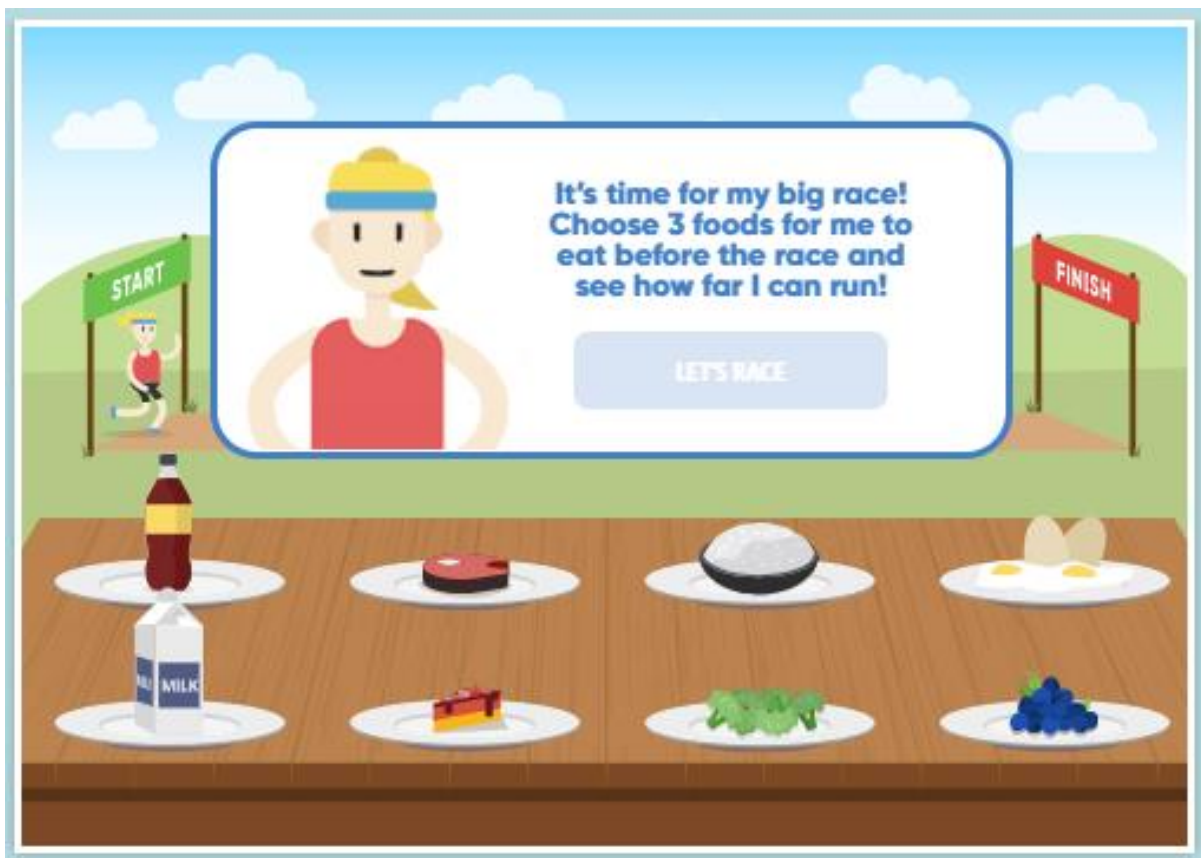 It's time for my big race!
Choose 3 foods for me to
eat before the race and
see how far I can run!
LET'S RACE
START
FINISH
MILK